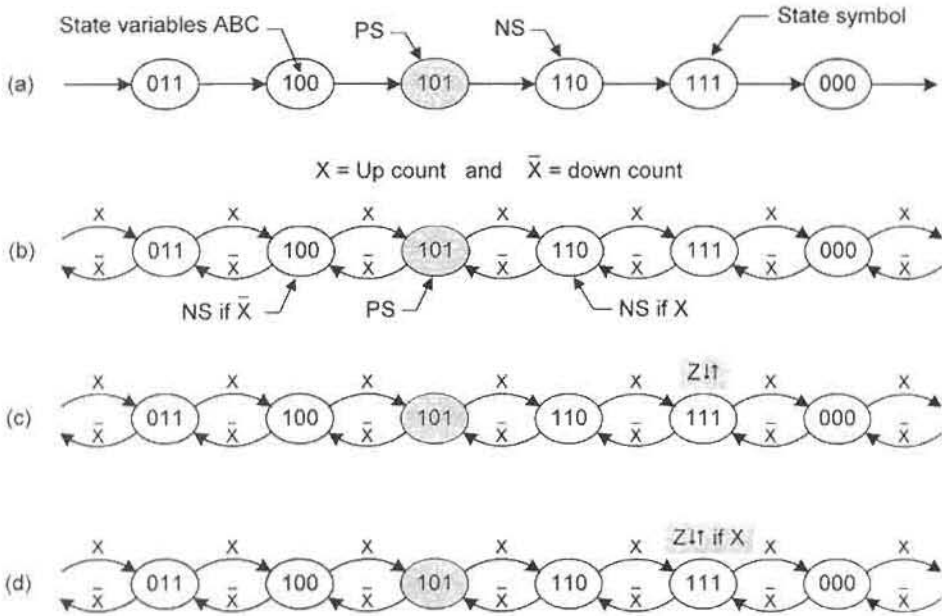 State variables ABC PS NS State symbol
(a) 011 100 101 110 111 000
X = Up count and X̄ = down count
X X X X X X X
(b) 011 100 101 110 111 000
X̄ X̄ X̄ X̄ X̄ X̄ X̄
NS if X̄ PS NS if X
Z↓↑
X X X X X X X
(c) 011 100 101 110 111 000
X̄ X̄ X̄ X̄ X̄ X̄ X̄
Z↓↑ if X
X X X X X X X
(d) 011 100 101 110 111 000
X̄ X̄ X̄ X̄ X̄ X̄ X̄